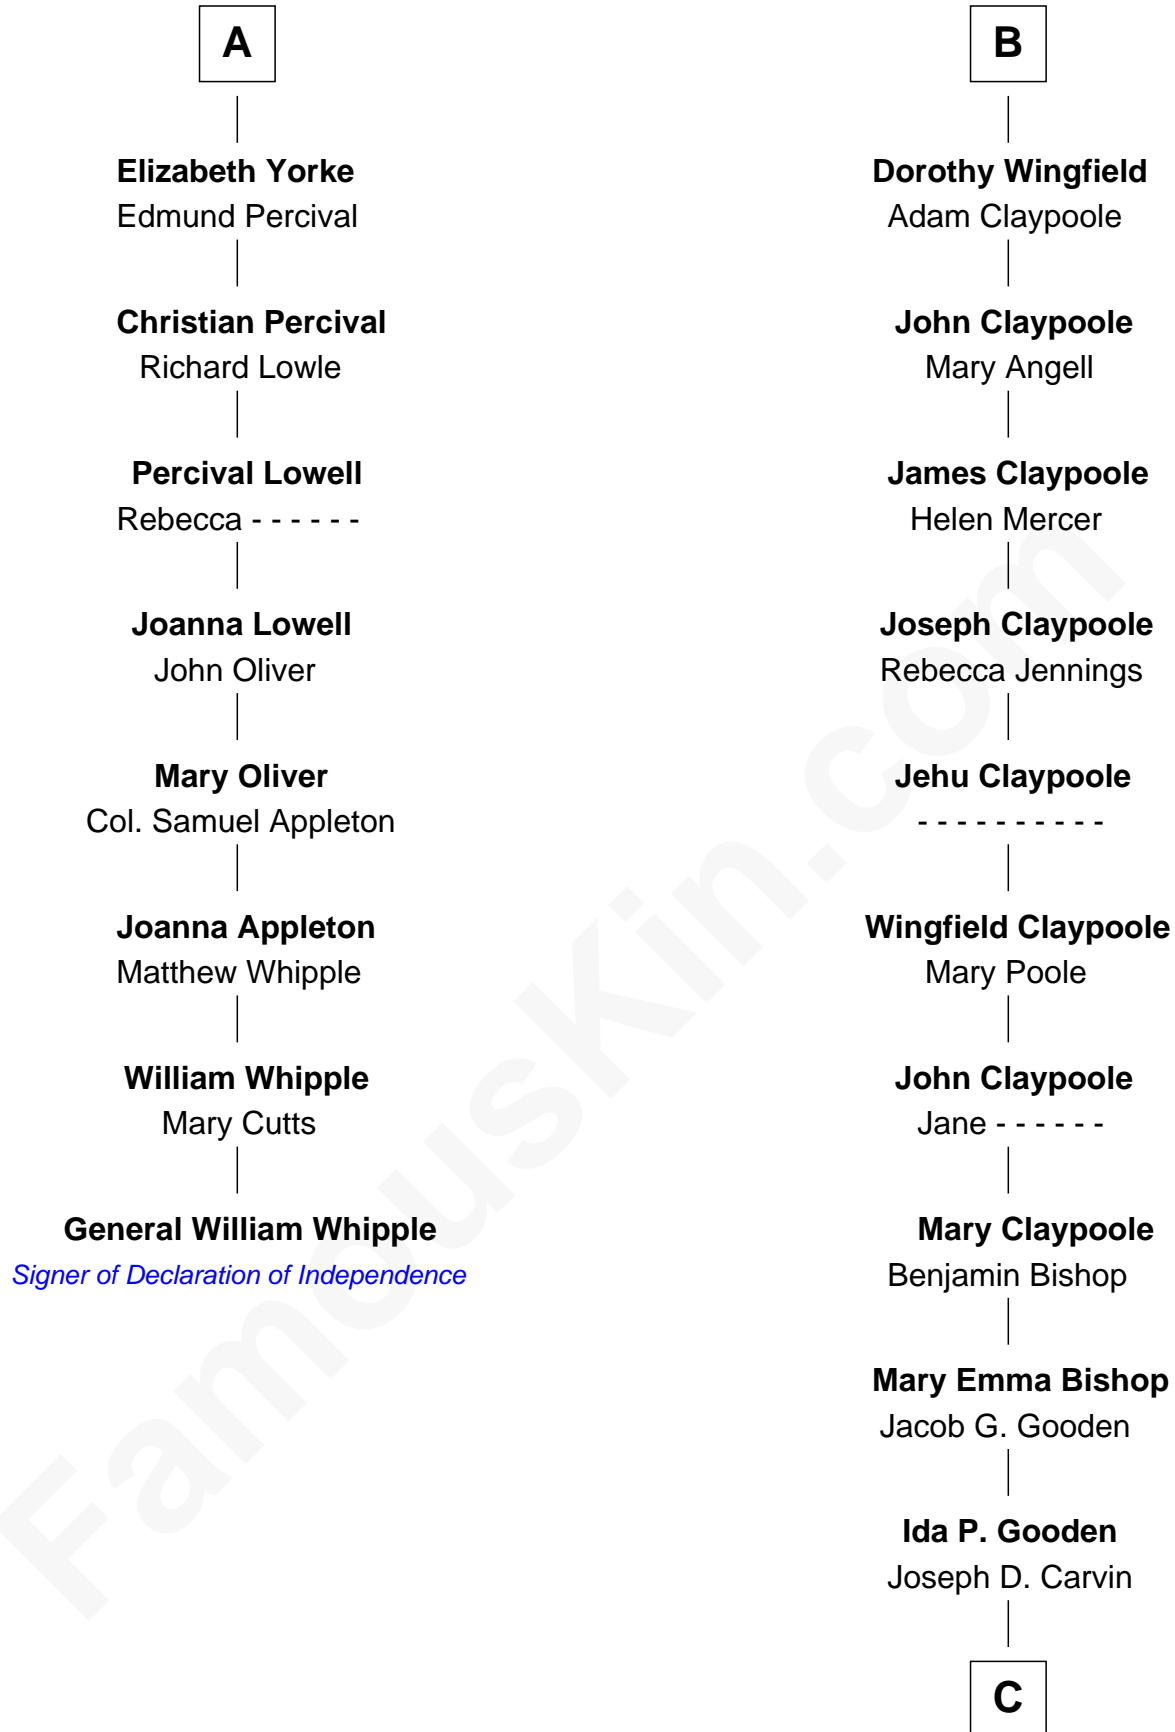 A
Elizabeth Yorke
Edmund Percival
Christian Percival
Richard Lowle
Percival Lowell
Rebecca - - - - - -
Joanna Lowell
John Oliver
Mary Oliver
Col. Samuel Appleton
Joanna Appleton
Matthew Whipple
William Whipple
Mary Cutts
General William Whipple
Signer of Declaration of Independence
B
Dorothy Wingfield
Adam Claypoole
John Claypoole
Mary Angell
James Claypoole
Helen Mercer
Joseph Claypoole
Rebecca Jennings
Jehu Claypoole
- - - - - - - - - -
Wingfield Claypoole
Mary Poole
John Claypoole
Jane - - - - - -
Mary Claypoole
Benjamin Bishop
Mary Emma Bishop
Jacob G. Gooden
Ida P. Gooden
Joseph D. Carvin
C
FamousKin.com